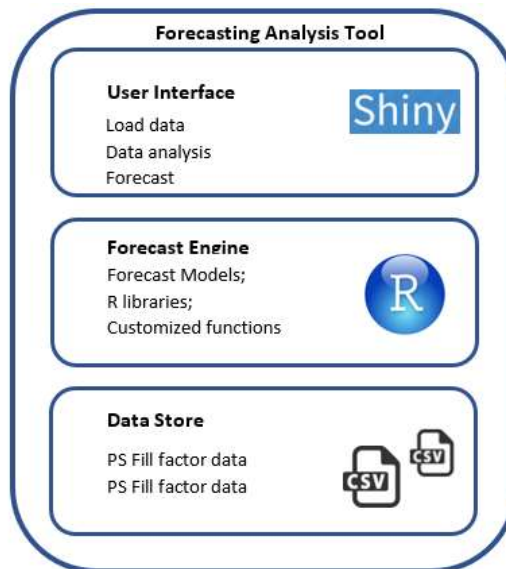 Forecasting Analysis Tool
User Interface
Shiny
Load data
Data analysis
Forecast
Forecast Engine
Forecast Models;
R
R libraries;
Customized functions
Data Store
PS Fill factor data
PS Fill factor data
CSV
CSV